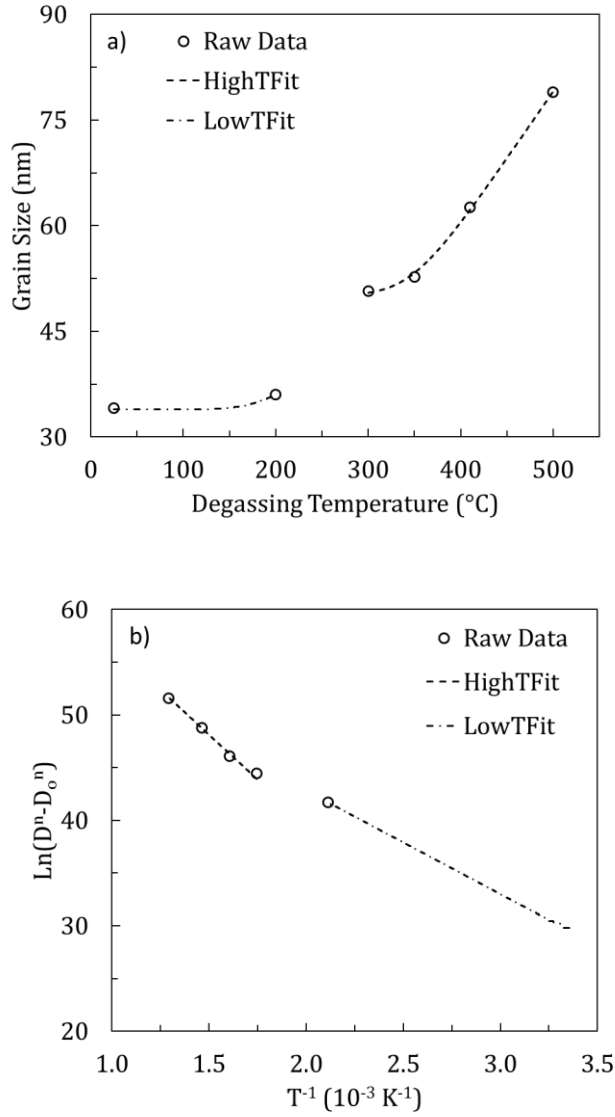 90
a)
Raw Data
HighTFit
LowTFit
75
60
45
30
Grain Size (nm)
0 100 200 300 400 500
Degassing Temperature (°C)
60
b)
Raw Data
HighTFit
LowTFit
50
40
30
20
Ln(Dⁿ-Dₒⁿ)
1.0 1.5 2.0 2.5 3.0 3.5
T⁻¹ (10⁻³ K⁻¹)